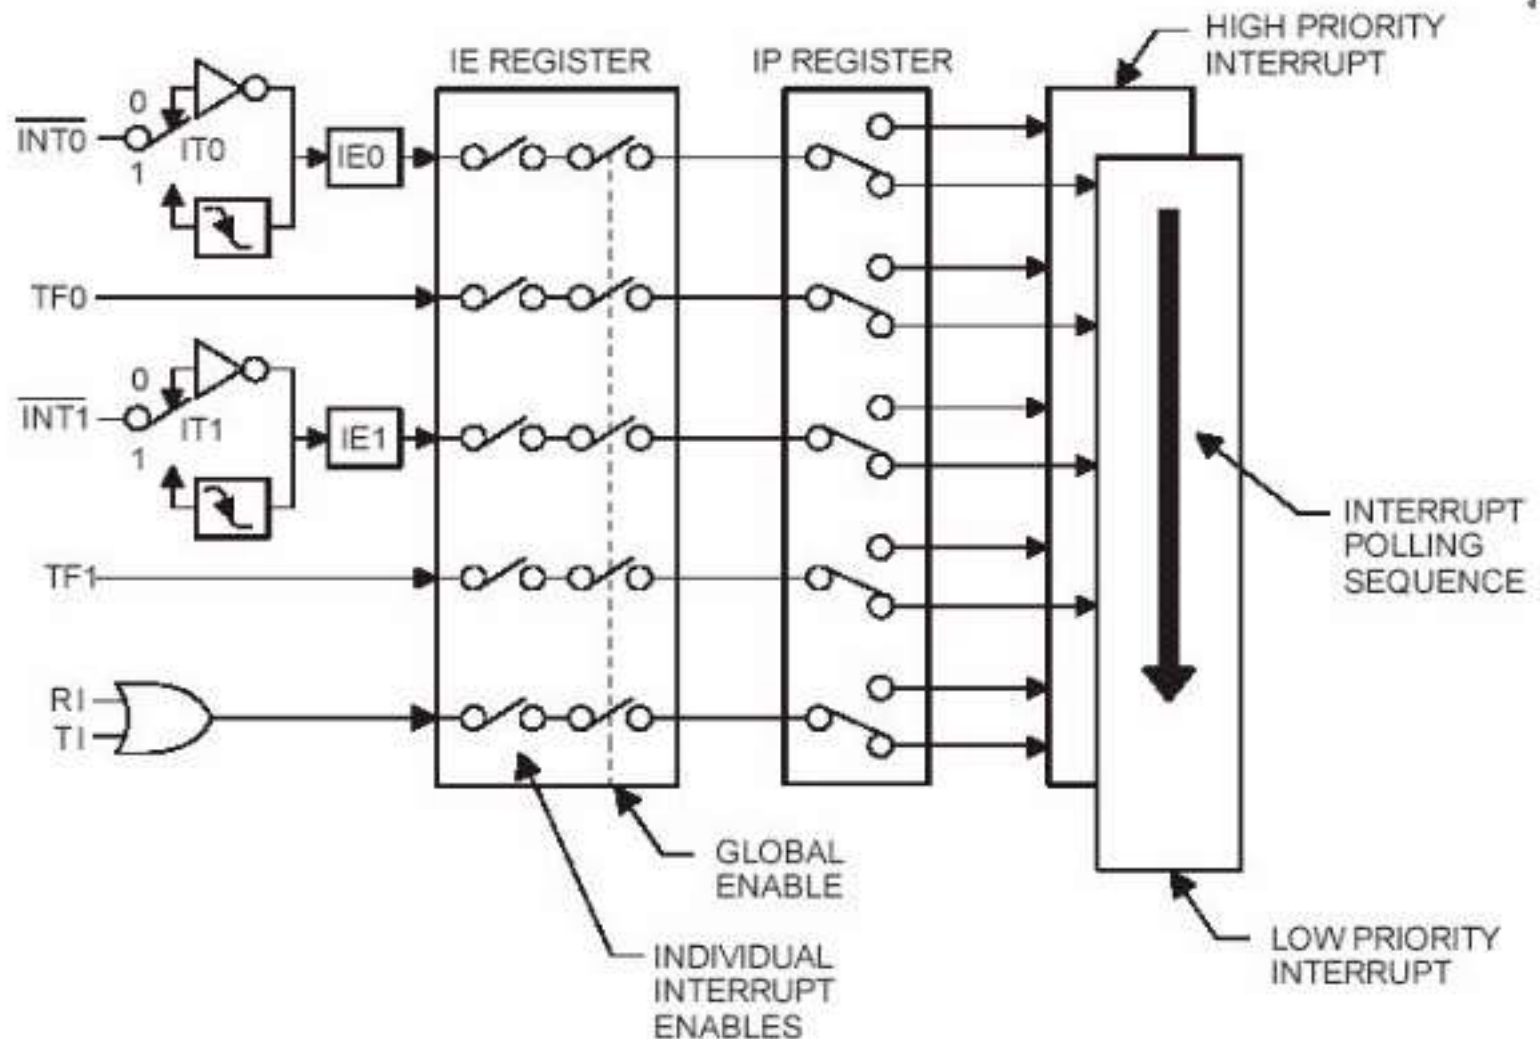 HIGH PRIORITY
INTERRUPT
IE REGISTER
IP REGISTER
INT0
0
1
IT0
IE0
TF0
INT1
0
1
IT1
IE1
TF1
RI
TI
INTERRUPT
POLLING
SEQUENCE
GLOBAL
ENABLE
INDIVIDUAL
INTERRUPT
ENABLES
LOW PRIORITY
INTERRUPT